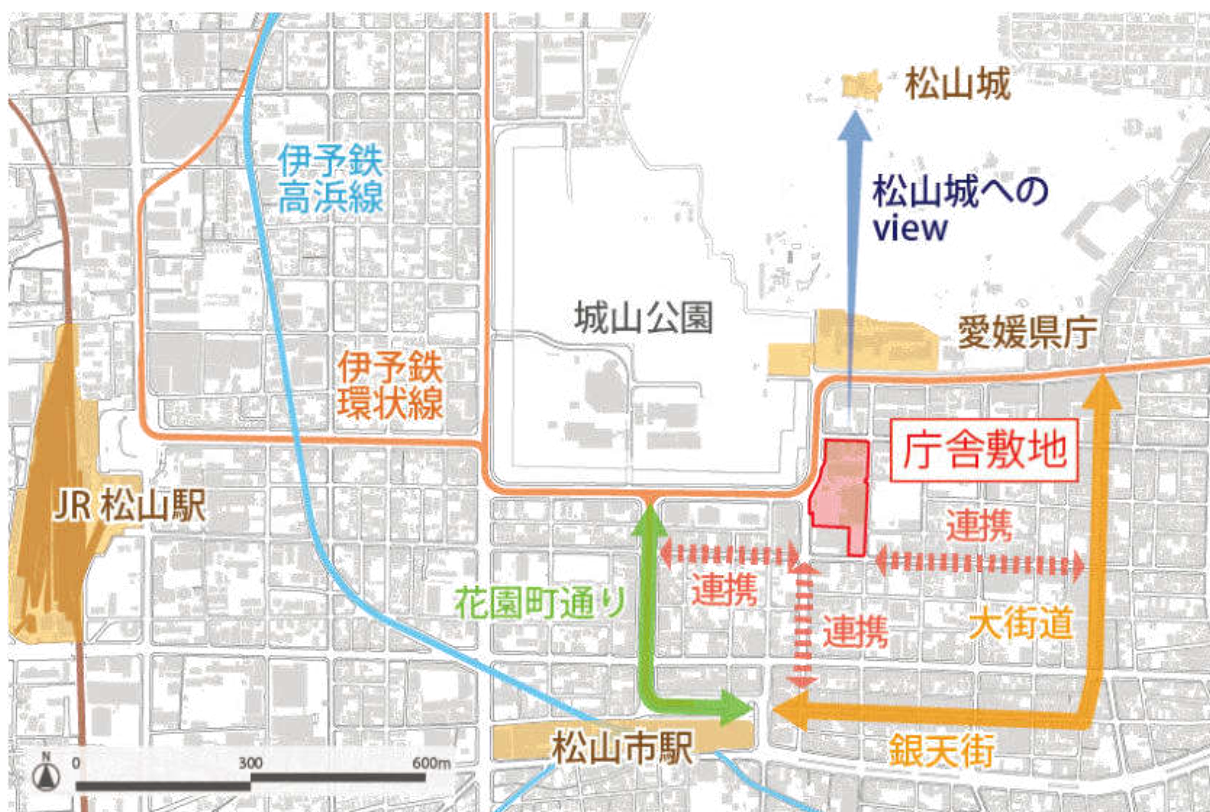 松山城
伊予鉄
高浜線
松山城への
view
城山公園
愛媛県庁
伊予鉄
環状線
庁舎敷地
JR 松山駅
連携
連携
花園町通り
連携
大街道
松山市駅
銀天街
N
0 300 600m